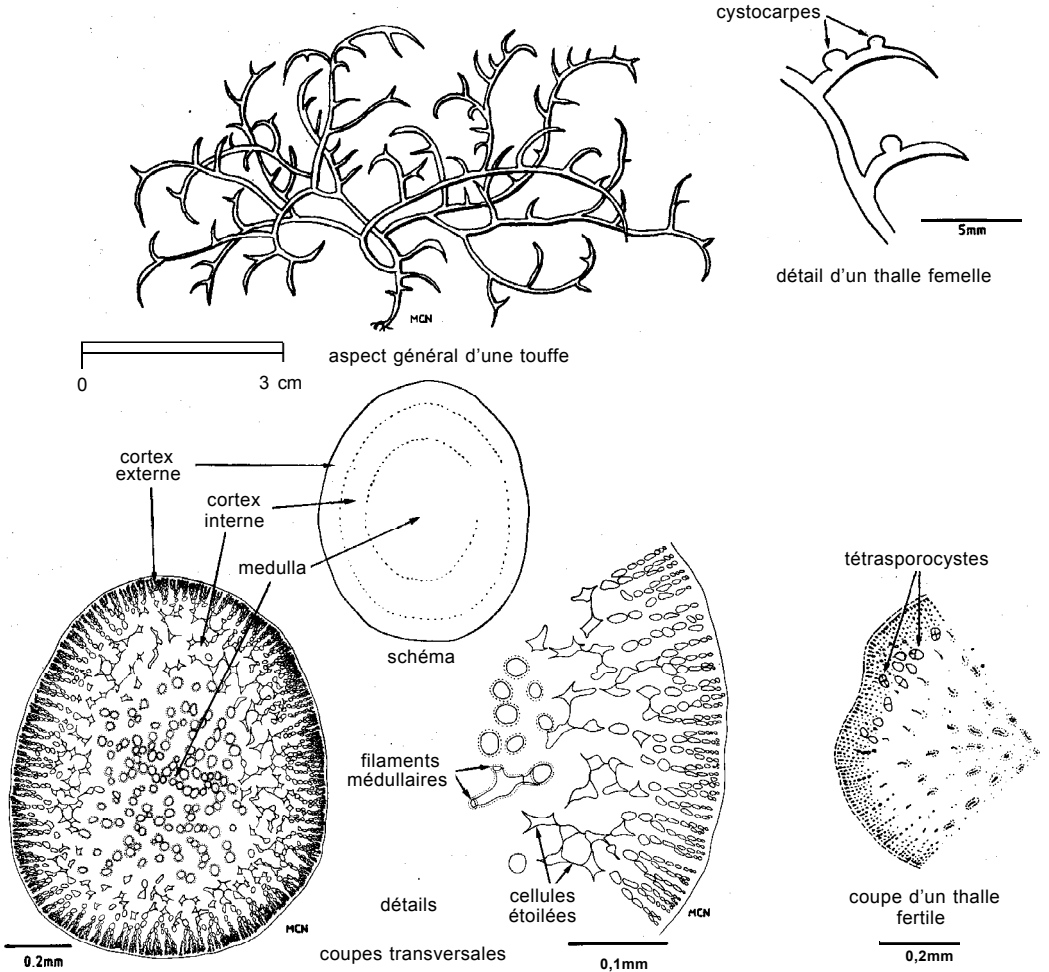 cystocarpes
5mm
détail d'un thalle femelle
MCN
aspect général d'une touffe
0
3 cm
cortex
externe
cortex
interne
medulla
schéma
tétrasporocystes
filaments
médullaires
cellules
étoilées
détails
MCN
MCN
coupe d'un thalle
fertile
coupes transversales
0.2mm
0,1mm
0,2mm